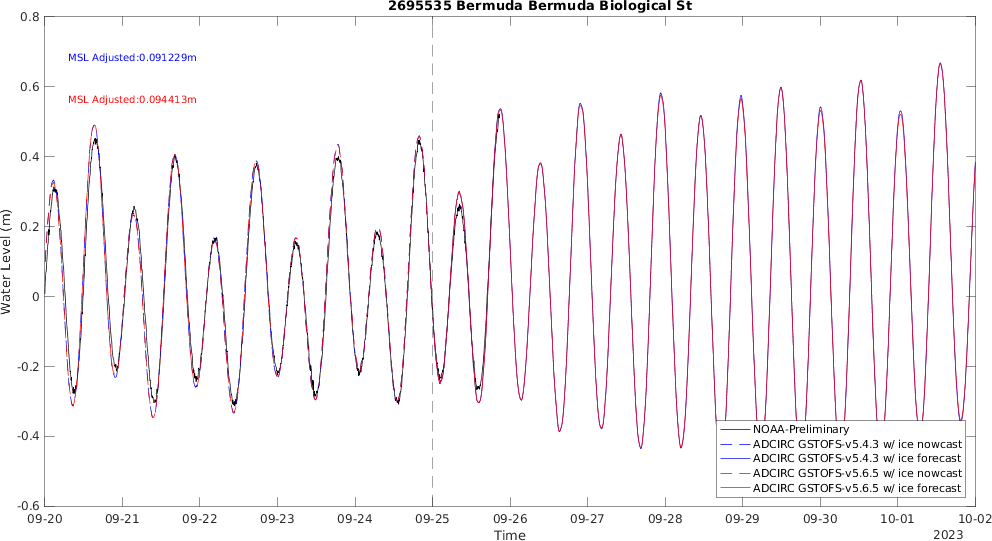 2695535 Bermuda Bermuda Biological St
MSL Adjusted:0.091229m
MSL Adjusted:0.094413m
Water Level (m)
0.8
0.6
0.4
0.2
0
-0.2
-0.4
-0.6
NOAA-Preliminary
ADCIRC GSTOFS-v5.4.3 w/ ice nowcast
ADCIRC GSTOFS-v5.4.3 w/ ice forecast
ADCIRC GSTOFS-v5.6.5 w/ ice nowcast
ADCIRC GSTOFS-v5.6.5 w/ ice forecast
09-20 09-21 09-22 09-23 09-24 09-25 09-26 09-27 09-28 09-29 09-30 10-01 10-02
Time
2023